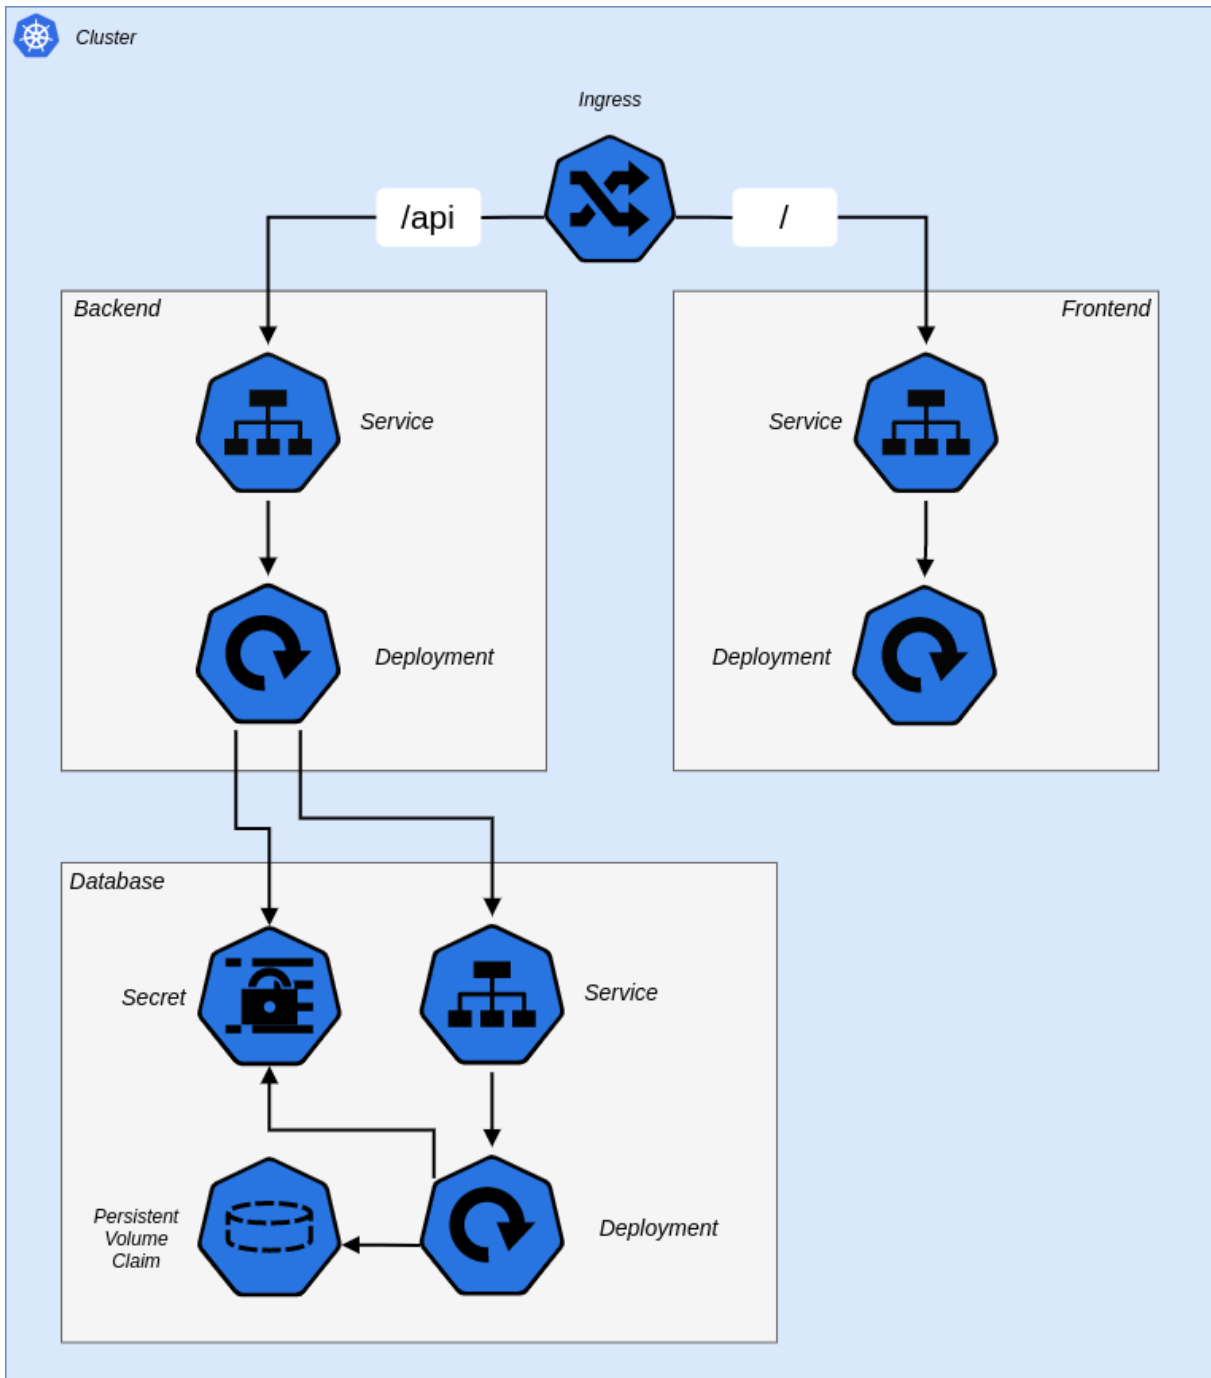 Cluster
Ingress
/api
/
Backend
Frontend
Service
Service
Deployment
Deployment
Database
Secret
Service
Persistent
Volume
Claim
Deployment